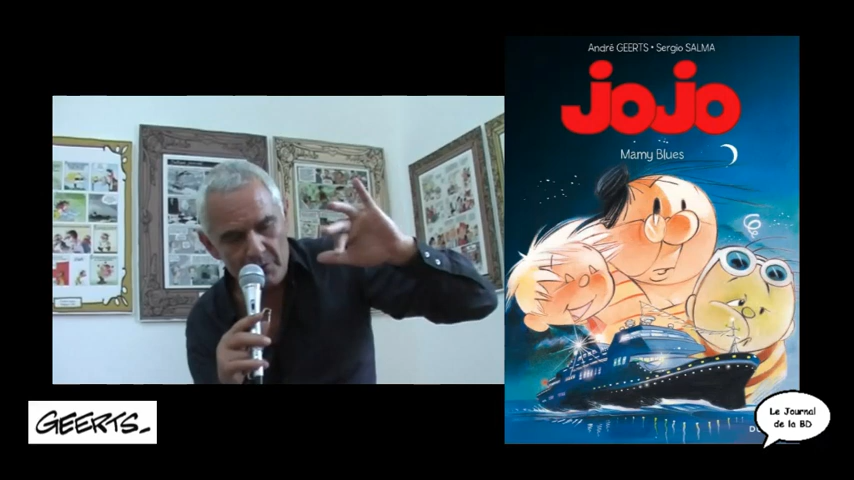 André GEERTS • Sergio SALMA
jojo
Mamy Blues
GEERTS
Le Journal
de la BD